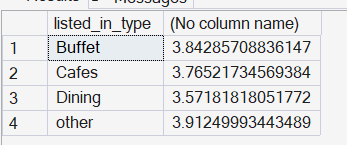 Messages
listed_in_type (No column name)
1 Buffet 3.84285708836147
2 Cafes 3.76521734569384
3 Dining 3.57181818051772
4 other 3.91249993443489